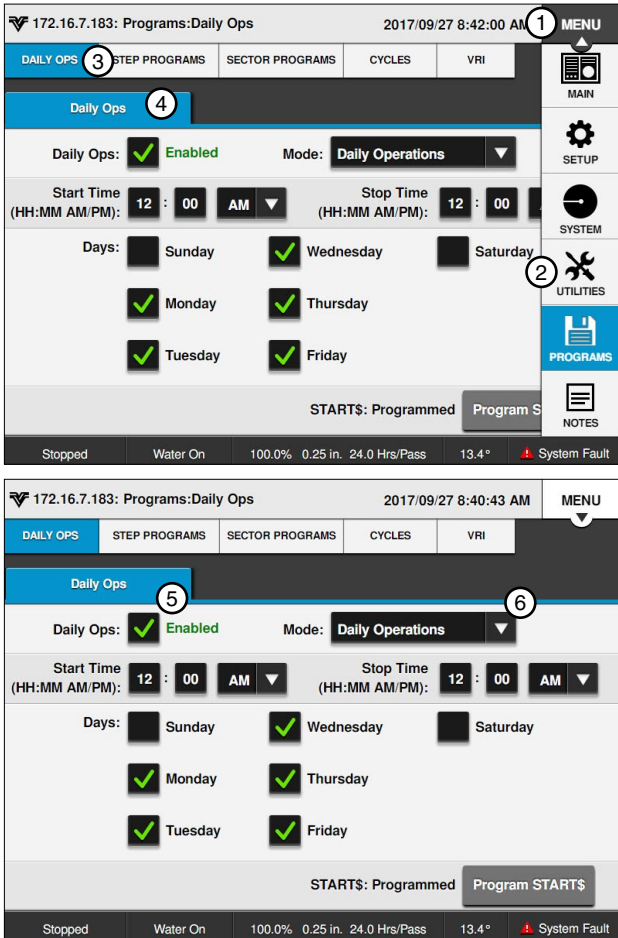 172.16.7.183: Programs:Daily Ops 2017/09/27 8:42:00 AM 1 MENU
DAILY OPS 3 STEP PROGRAMS SECTOR PROGRAMS CYCLES VRI
MAIN
Daily Ops 4
SETUP
Daily Ops: Enabled Mode: Daily Operations
Start Time (HH:MM AM/PM): 12 : 00 AM Stop Time (HH:MM AM/PM): 12 : 00
SYSTEM
Days: Sunday Wednesday Saturday
2 UTILITIES
Monday Thursday
Tuesday Friday
PROGRAMS
START$: Programmed Program S
NOTES
Stopped Water On 100.0% 0.25 in. 24.0 Hrs/Pass 13.4° System Fault
172.16.7.183: Programs:Daily Ops 2017/09/27 8:40:43 AM MENU
DAILY OPS STEP PROGRAMS SECTOR PROGRAMS CYCLES VRI
Daily Ops
5 6
Daily Ops: Enabled Mode: Daily Operations
Start Time (HH:MM AM/PM): 12 : 00 AM Stop Time (HH:MM AM/PM): 12 : 00 AM
Days: Sunday Wednesday Saturday
Monday Thursday
Tuesday Friday
START$: Programmed Program START$
Stopped Water On 100.0% 0.25 in. 24.0 Hrs/Pass 13.4° System Fault